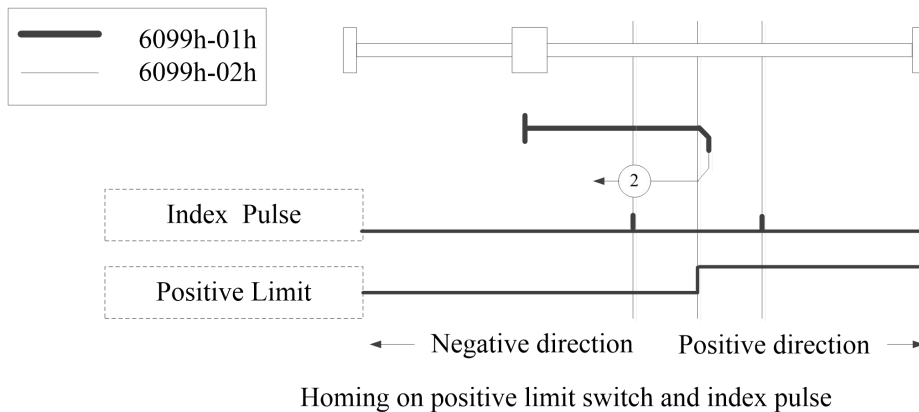 6099h-01h
6099h-02h
2
Index Pulse
Positive Limit
Negative direction Positive direction
Homing on positive limit switch and index pulse